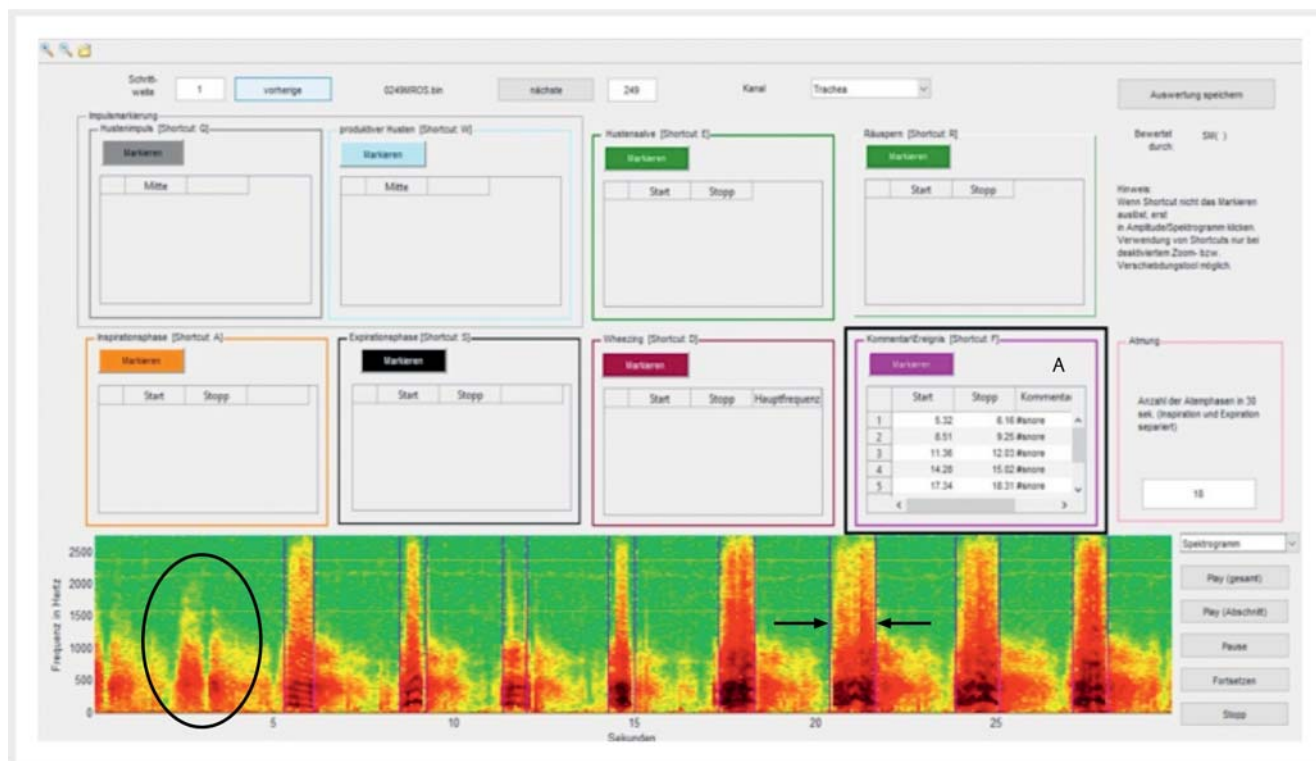 Schritt-
weite
1
vorherige
0249MROS.bin
nächste
249
Kanal
Trachea
Auswertung speichern
Impulsmarkierung
Hustenimpuls [Shortcut: Q]
Markieren
Mitte
produktiver Husten [Shortcut: W]
Markieren
Mitte
Hustensalve [Shortcut: E]
Markieren
Start Stopp
Räuspern [Shortcut: R]
Markieren
Start Stopp
Bewertet
durch:
SW( )
Hinweis:
Wenn Shortcut nicht das Markieren
auslöst, erst
in Amplitude/Spektrogramm klicken.
Verwendung von Shortcuts nur bei
deaktiviertem Zoom- bzw.
Verschiebdungstool möglich.
Inspirationsphase [Shortcut: A]
Markieren
Start Stopp
Expirationsphase [Shortcut: S]
Markieren
Start Stopp
Wheezing [Shortcut: D]
Markieren
Start Stopp Hauptfrequenz
Kommentar/Ereignis [Shortcut: F]
Markieren
A
Start Stopp Kommentar
1 5.32 6.16 #snore
2 8.51 9.25 #snore
3 11.36 12.03 #snore
4 14.28 15.02 #snore
5 17.34 18.31 #snore
Atmung
Anzahl der Atemphasen in 30
sek. (Inspiration und Expiration
separiert)
18
Frequenz in Hertz
2500
2000
1500
1000
500
0
5 10 15 20 25
Sekunden
Spektrogramm
Play (gesamt)
Play (Abschnitt)
Pause
Fortsetzen
Stopp